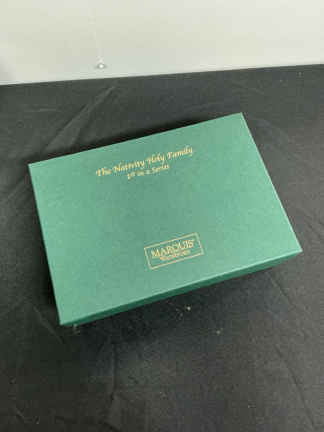 The Nativity Holy Family
1st in a Series
MARQUIS®
WATERFORD